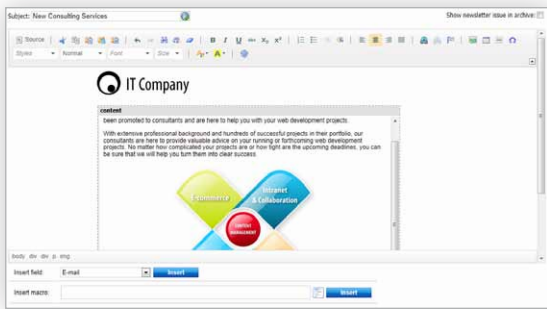 Subject: New Consulting Services
Show newsletter issue in archive:
Source
B I U abc X₂ X²
Styles Normal Font Size A A
IT Company
content
been promoted to consultants and are here to help you with your web development projects.
With extensive professional background and hundreds of successful projects in their portfolio, our
consultants are here to provide valuable advice on your running or forthcoming web development
projects. No matter how complicated your projects are or how tight are the upcoming deadlines, you can
be sure that we will help you turn them into clear success.
E-commerce
Intranet
& Collaboration
CONTENT
MANAGEMENT
body div div p img
Insert field: E-mail Insert
Insert macro: Insert